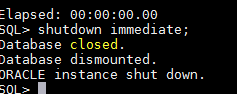 Elapsed: 00:00:00.00
SQL> shutdown immediate;
Database closed.
Database dismounted.
ORACLE instance shut down.
SQL>